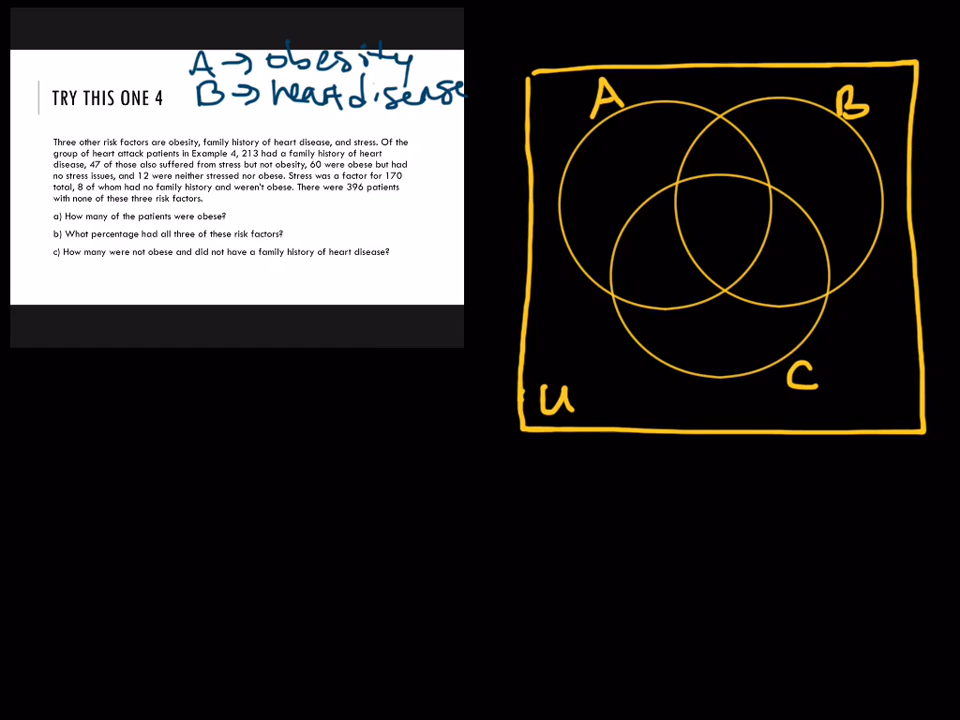 A → obesity
B → heart disease
TRY THIS ONE 4
Three other risk factors are obesity, family history of heart disease, and stress. Of the
group of heart attack patients in Example 4, 213 had a family history of heart
disease, 47 of those also suffered from stress but not obesity, 60 were obese but had
no stress issues, and 12 were neither stressed nor obese. Stress was a factor for 170
total, 8 of whom had no family history and weren't obese. There were 396 patients
with none of these three risk factors.
a) How many of the patients were obese?
b) What percentage had all three of these risk factors?
c) How many were not obese and did not have a family history of heart disease?
A
B
C
U